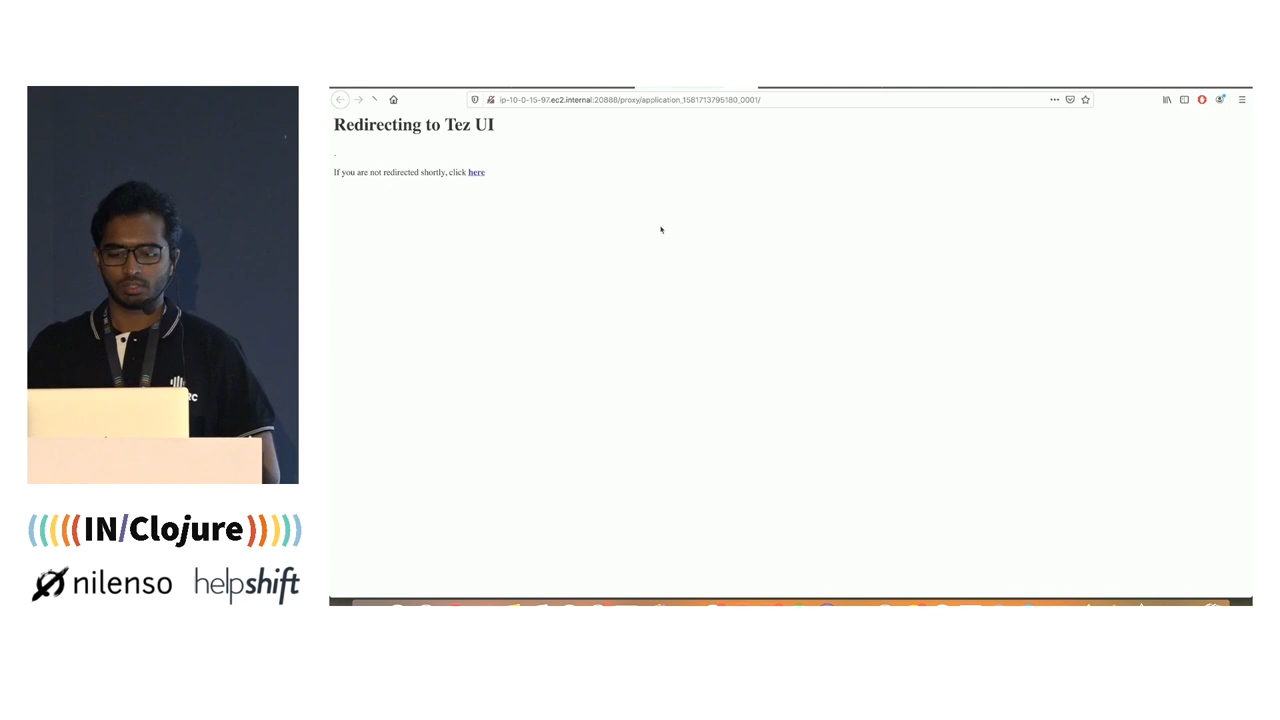 ip-10-0-15-97.ec2.internal:20888/proxy/application_1581713795180_0001/
Redirecting to Tez UI
.
If you are not redirected shortly, click here
RC
(((((IN/Clojure)))))
nilenso helpshift